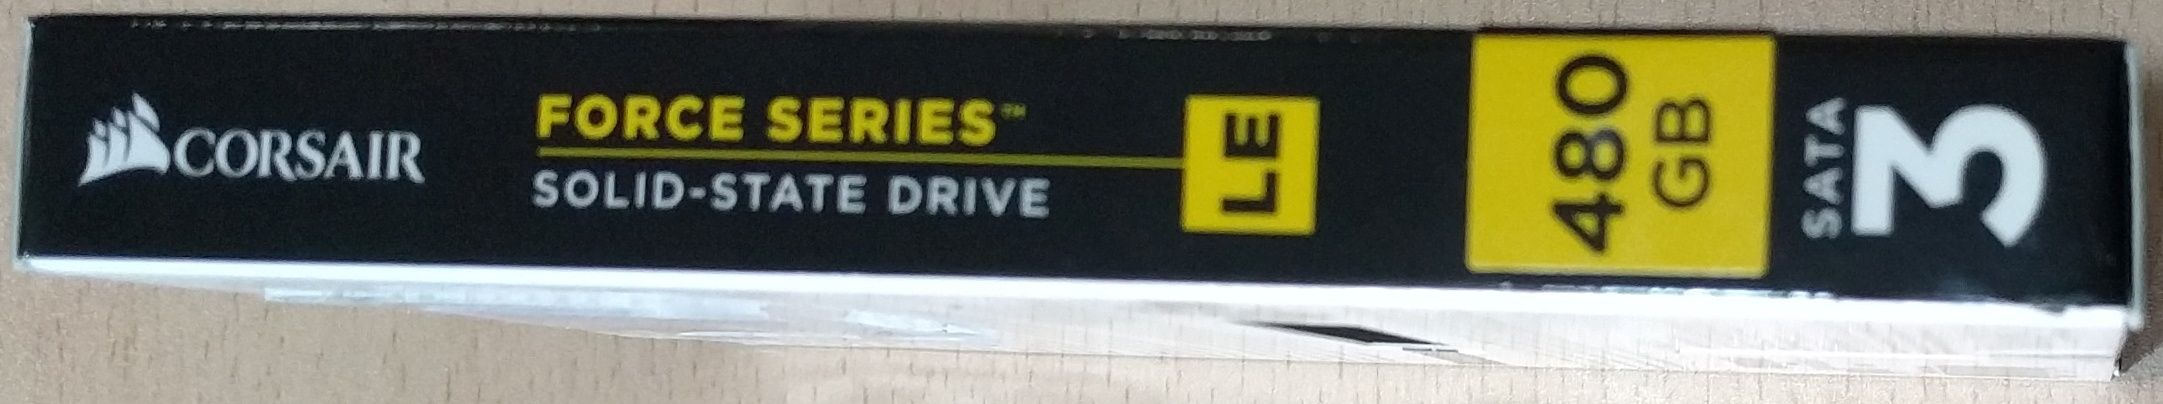 CORSAIR
FORCE SERIES™
SOLID-STATE DRIVE
LE
480
GB
SATA
3